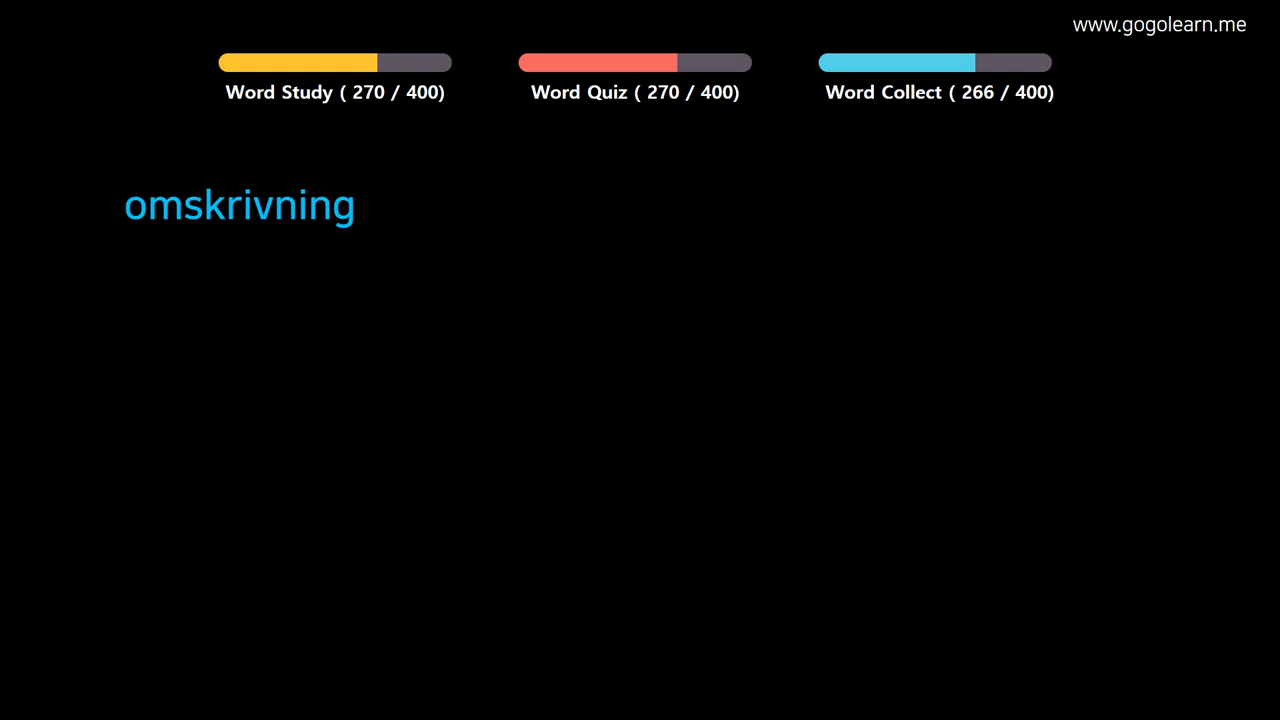 www.gogolearn.me
Word Study ( 270 / 400)
Word Quiz ( 270 / 400)
Word Collect ( 266 / 400)
omskrivning